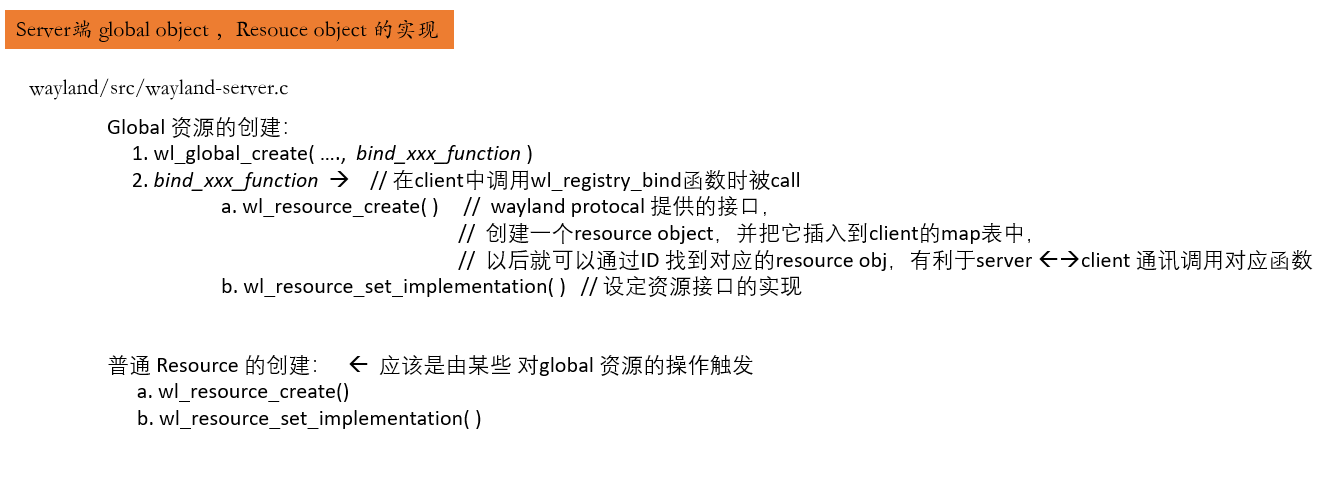 Server端 global object ，Resouce object 的实现
wayland/src/wayland-server.c
Global 资源的创建：
1. wl_global_create( ...., bind_xxx_function )
2. bind_xxx_function → // 在client中调用wl_registry_bind函数时被call
a. wl_resource_create( ) // wayland protocal 提供的接口，
// 创建一个resource object，并把它插入到client的map表中，
// 以后就可以通过ID 找到对应的resource obj，有利于server ←→client 通讯调用对应函数
b. wl_resource_set_implementation( ) // 设定资源接口的实现
普通 Resource 的创建： ← 应该是由某些 对global 资源的操作触发
a. wl_resource_create()
b. wl_resource_set_implementation( )